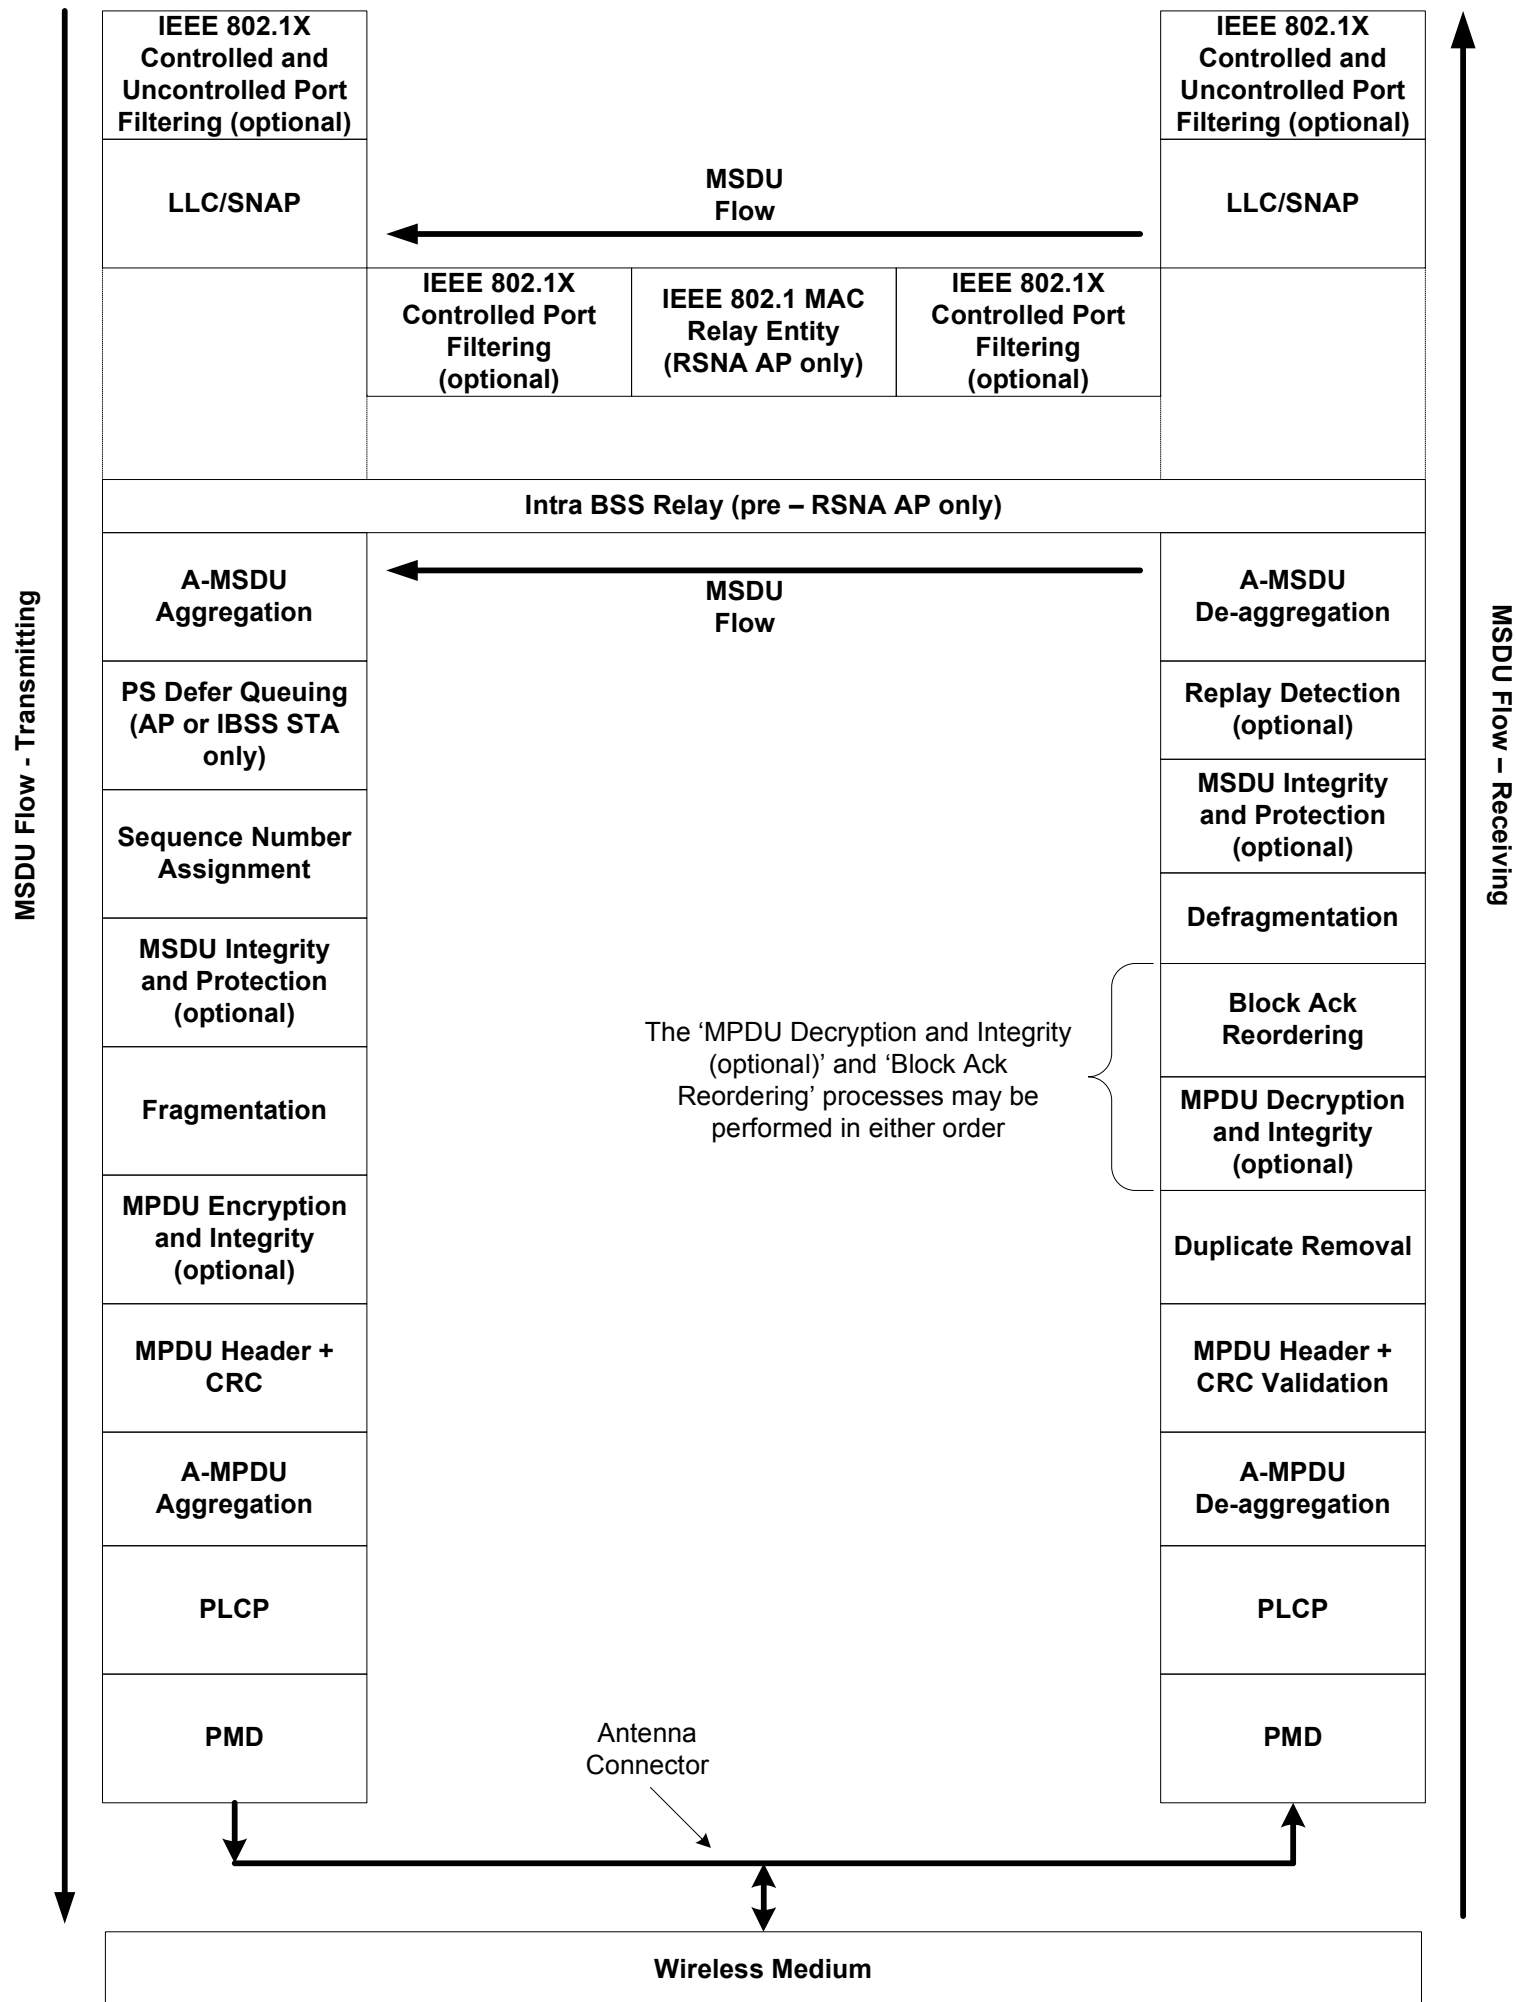 IEEE 802.1X
Controlled and
Uncontrolled Port
Filtering (optional)
IEEE 802.1X
Controlled and
Uncontrolled Port
Filtering (optional)
LLC/SNAP
MSDU
Flow
LLC/SNAP
IEEE 802.1X
Controlled Port
Filtering
(optional)
IEEE 802.1 MAC
Relay Entity
(RSNA AP only)
IEEE 802.1X
Controlled Port
Filtering
(optional)
Intra BSS Relay (pre – RSNA AP only)
MSDU Flow - Transmitting
A-MSDU
Aggregation
PS Defer Queuing
(AP or IBSS STA
only)
Sequence Number
Assignment
MSDU Integrity
and Protection
(optional)
Fragmentation
MPDU Encryption
and Integrity
(optional)
MPDU Header +
CRC
A-MPDU
Aggregation
PLCP
PMD
MSDU
Flow
The ‘MPDU Decryption and Integrity
(optional)’ and ‘Block Ack
Reordering’ processes may be
performed in either order
A-MSDU
De-aggregation
Replay Detection
(optional)
MSDU Integrity
and Protection
(optional)
Defragmentation
Block Ack
Reordering
MPDU Decryption
and Integrity
(optional)
Duplicate Removal
MPDU Header +
CRC Validation
A-MPDU
De-aggregation
PLCP
PMD
MSDU Flow – Receiving
Antenna
Connector
Wireless Medium